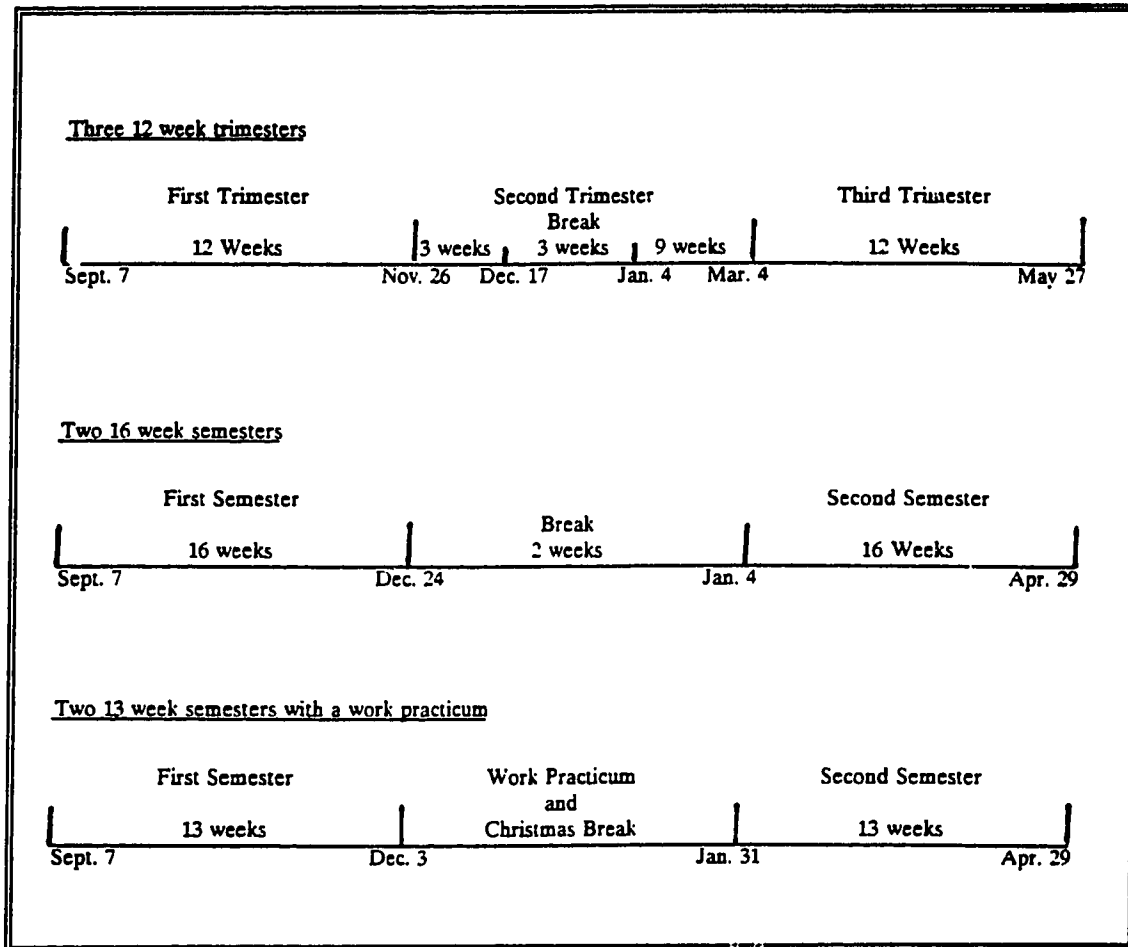 Three 12 week trimesters
First Trimester Second Trimester Third Trimester
Break
12 Weeks 3 weeks 3 weeks 9 weeks 12 Weeks
Sept. 7 Nov. 26 Dec. 17 Jan. 4 Mar. 4 May 27
Two 16 week semesters
First Semester Second Semester
Break
16 weeks 2 weeks 16 Weeks
Sept. 7 Dec. 24 Jan. 4 Apr. 29
Two 13 week semesters with a work practicum
First Semester Work Practicum Second Semester
and
13 weeks Christmas Break 13 weeks
Sept. 7 Dec. 3 Jan. 31 Apr. 29